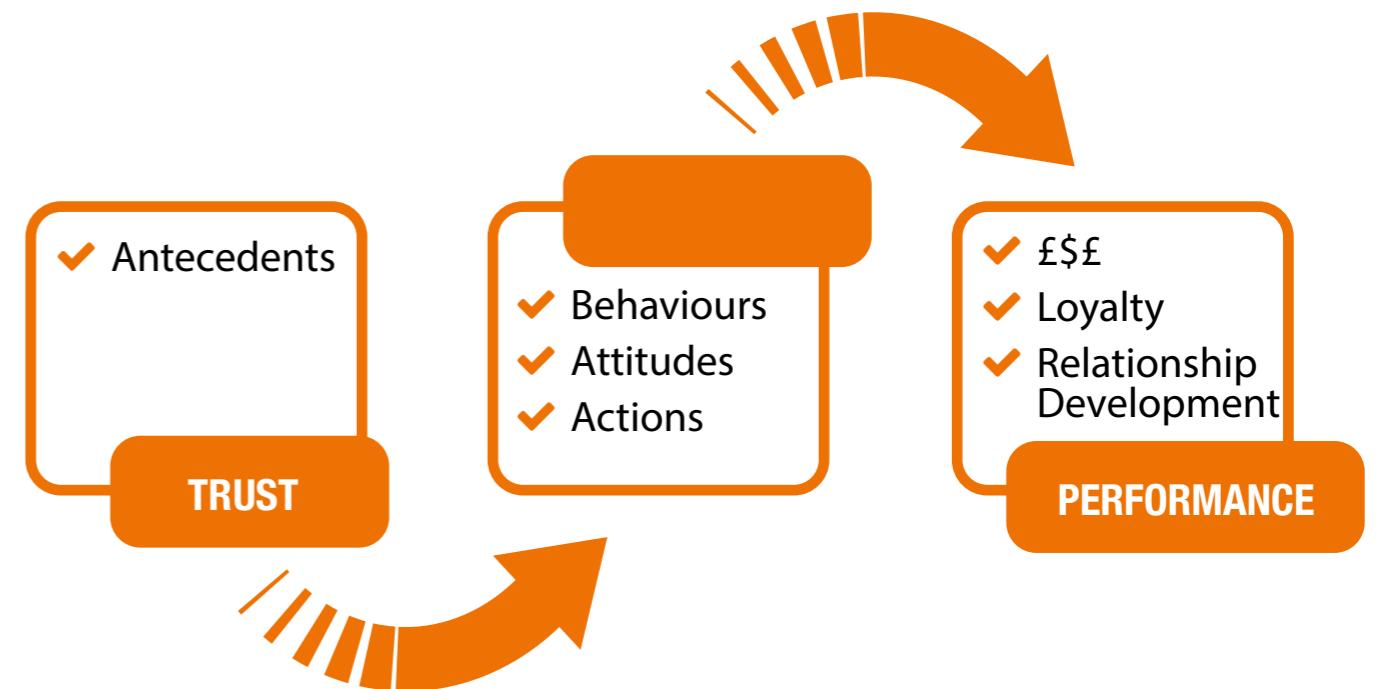 Antecedents
TRUST
Behaviours
Attitudes
Actions
£$£
Loyalty
Relationship
Development
PERFORMANCE